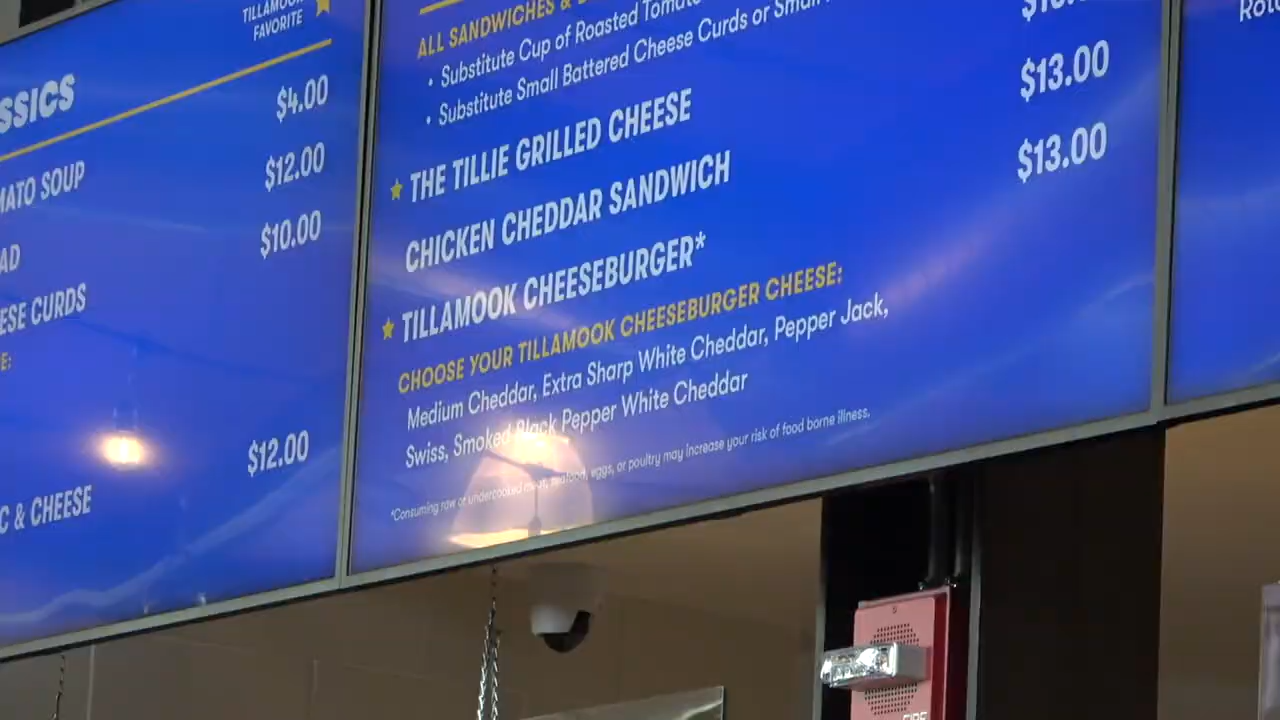 TILLAMOOK
FAVORITE
SSICS
$4.00
MATO SOUP
$12.00
AD
$10.00
ESE CURDS
E:
$12.00
C & CHEESE
ALL SANDWICHES &
• Substitute Cup of Roasted Tomato
• Substitute Small Battered Cheese Curds or Small
THE TILLIE GRILLED CHEESE
$13.00
CHICKEN CHEDDAR SANDWICH
$13.00
TILLAMOOK CHEESEBURGER*
CHOOSE YOUR TILLAMOOK CHEESEBURGER CHEESE:
Medium Cheddar, Extra Sharp White Cheddar, Pepper Jack,
Swiss, Smoked Black Pepper White Cheddar
*Consuming raw or undercooked meat, seafood, eggs, or poultry may increase your risk of food borne illness.
FIRE